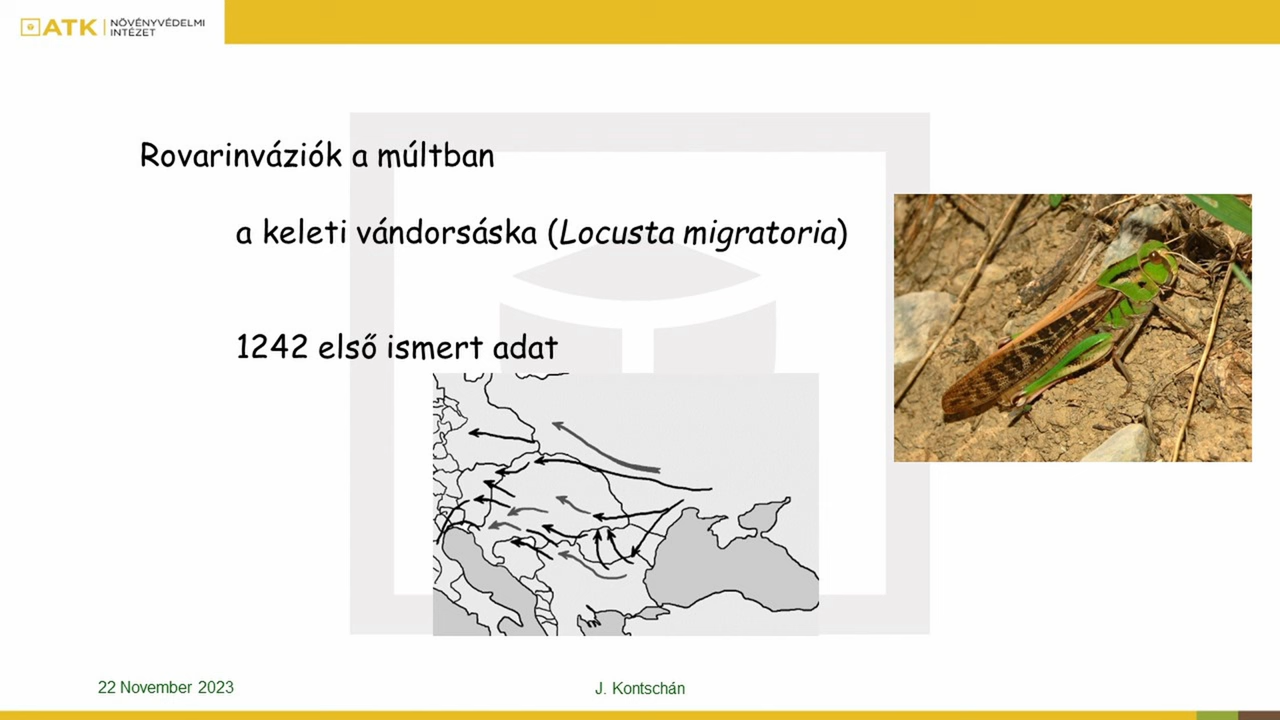 ATK
NÖVÉNYVÉDELMI
INTÉZET
Rovarinváziók a múltban
a keleti vándorsáska (Locusta migratoria)
1242 első ismert adat
22 November 2023
J. Kontschán